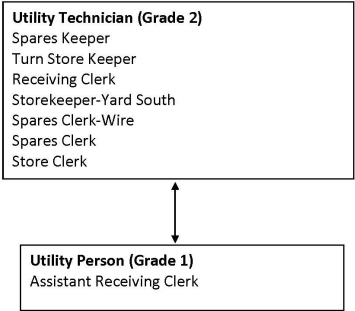 Utility Technician (Grade 2)
Spares Keeper
Turn Store Keeper
Receiving Clerk
Storekeeper-Yard South
Spares Clerk-Wire
Spares Clerk
Store Clerk
Utility Person (Grade 1)
Assistant Receiving Clerk